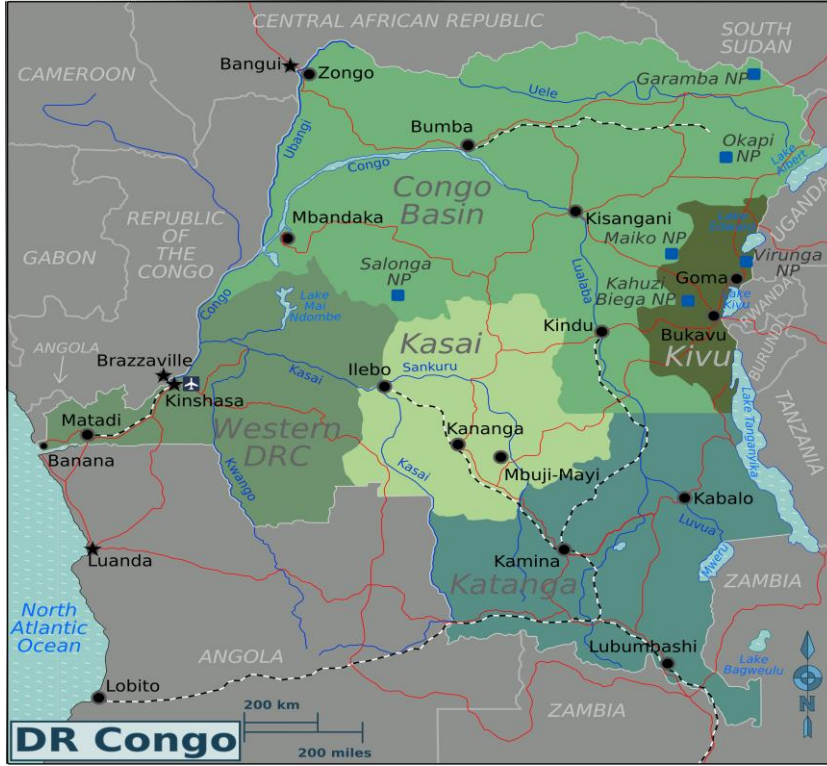 CENTRAL AFRICAN REPUBLIC
SOUTH
SUDAN
CAMEROON
Bangui
Zongo
Garamba NP
Uele
Ubangi
Bumba
Okapi
NP
Lake
Albert
Congo
Congo
Basin
REPUBLIC
OF
THE
CONGO
Mbandaka
Kisangani
UGANDA
GABON
Maiko NP
Virunga
NP
Salonga
NP
Lualaba
Goma
Kahuzi
Biega NP
Congo
Lake
Mai
Ndombe
Lake
Kivu
RWANDA
Kindu
Bukavu
Kasai
Kivu
BURUNDI
ANGOLA
Brazzaville
Kinshasa
Kasai
Ilebo
Sankuru
Lake Tanganyika
TANZANIA
Matadi
Western
DRC
Kananga
Banana
Kasai
Mbuji-Mayi
Kwango
Kabalo
Luvua
Luanda
Kamina
Katanga
Mweru
ZAMBIA
North
Atlantic
Ocean
ANGOLA
Lubumbashi
Lake
Bagweulu
Lobito
200 km
ZAMBIA
N
DR Congo
200 miles